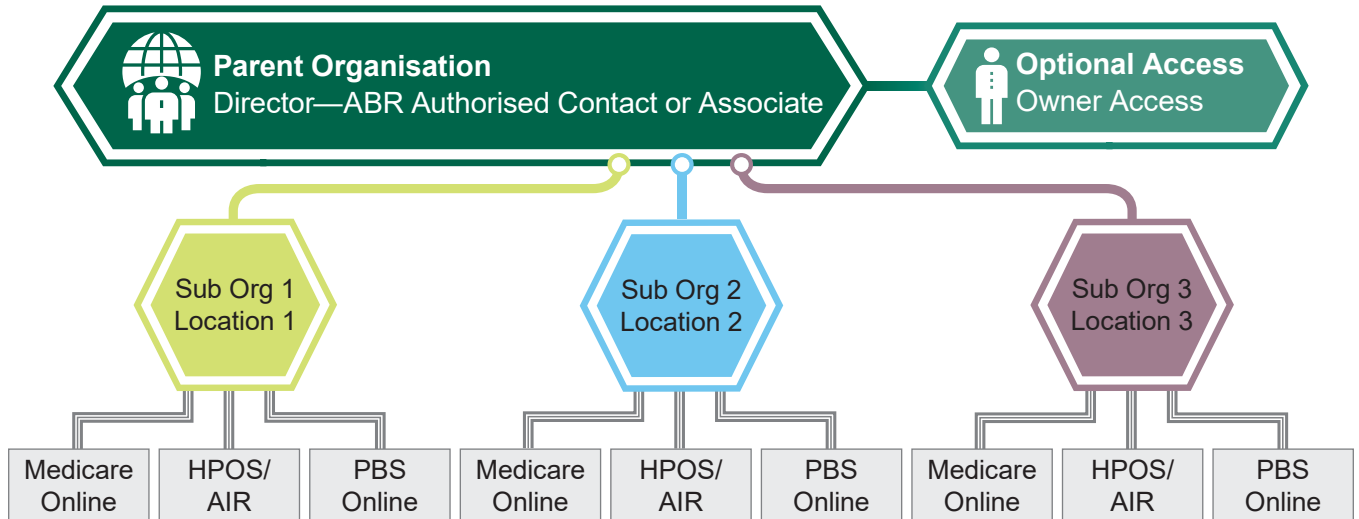 Parent Organisation
Director—ABR Authorised Contact or Associate
Optional Access
Owner Access
Sub Org 1
Location 1
Sub Org 2
Location 2
Sub Org 3
Location 3
Medicare
Online
HPOS/
AIR
PBS
Online
Medicare
Online
HPOS/
AIR
PBS
Online
Medicare
Online
HPOS/
AIR
PBS
Online